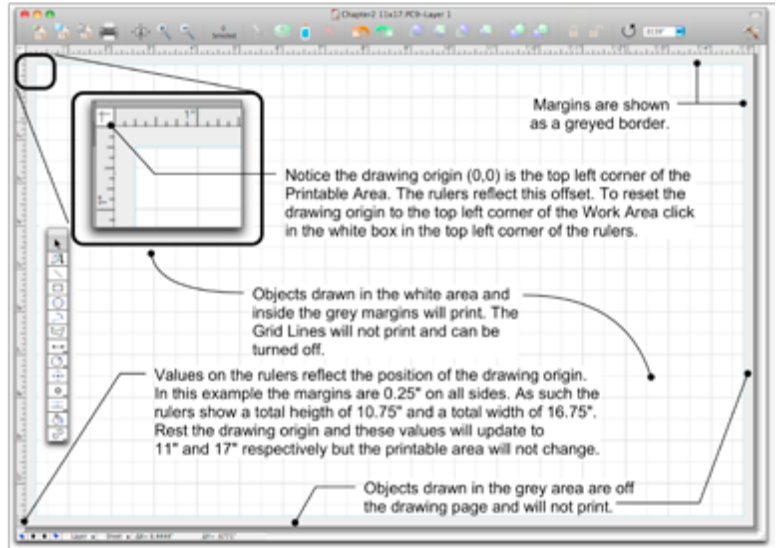 Chapter2 11x17.PC9-Layer 1
Margins are shown
as a greyed border.
1"
1"
Notice the drawing origin (0,0) is the top left corner of the
Printable Area. The rulers reflect this offset. To reset the
drawing origin to the top left corner of the Work Area click
in the white box in the top left corner of the rulers.
Objects drawn in the white area and
inside the grey margins will print. The
Grid Lines will not print and can be
turned off.
Values on the rulers reflect the position of the drawing origin.
In this example the margins are 0.25" on all sides. As such the
rulers show a total heigth of 10.75" and a total width of 16.75".
Rest the drawing origin and these values will update to
11" and 17" respectively but the printable area will not change.
Objects drawn in the grey area are off
the drawing page and will not print.
Layer
Sheet